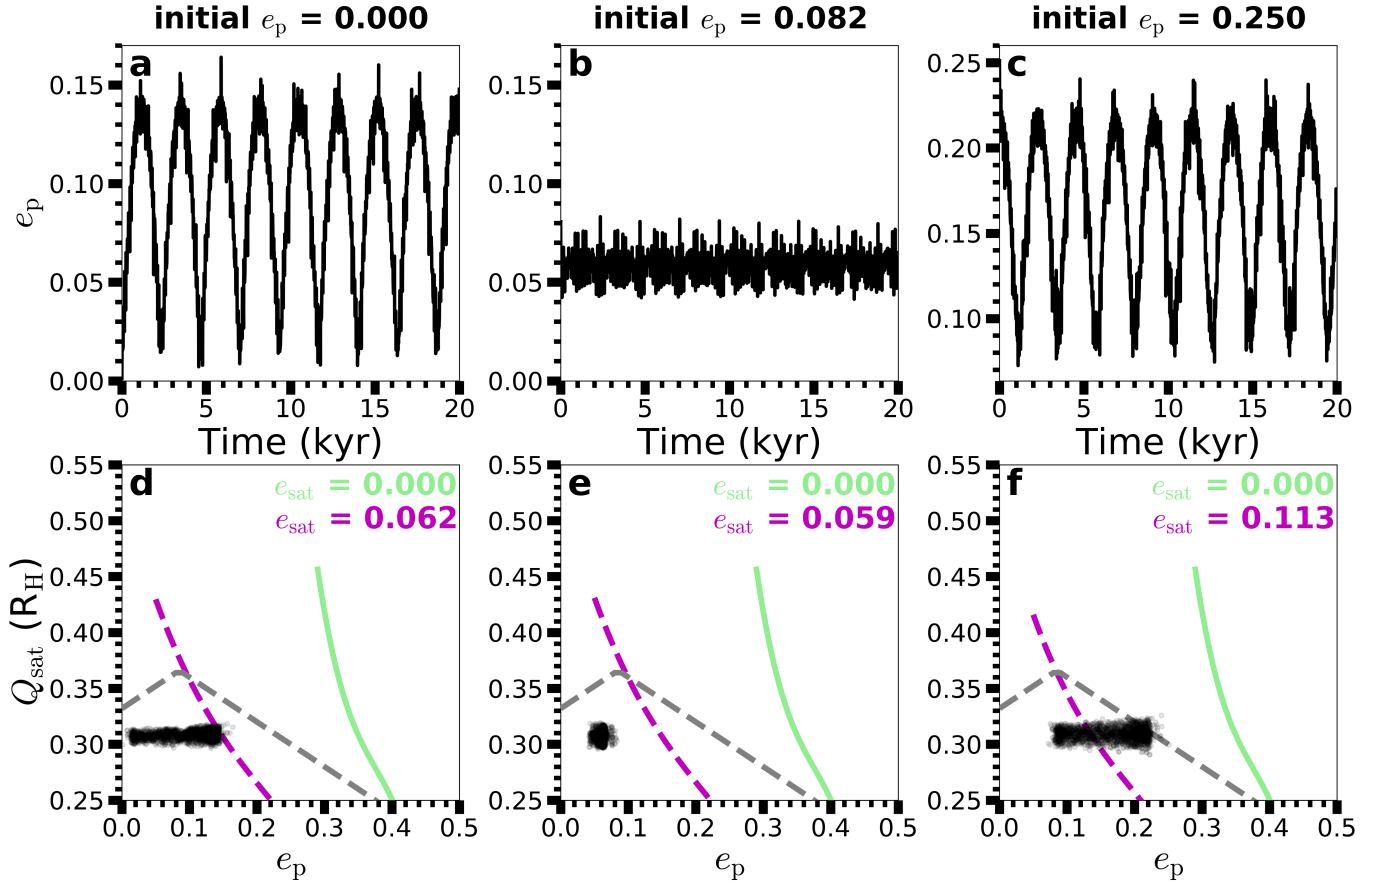 initial eₚ = 0.000
initial eₚ = 0.082
initial eₚ = 0.250
a
b
c
eₚ
0.15
0.10
0.05
0.00
0.15
0.10
0.05
0.00
0.25
0.20
0.15
0.10
0 5 10 15 20
0 5 10 15 20
0 5 10 15 20
Time (kyr)
Time (kyr)
Time (kyr)
d
e_sat = 0.000
e_sat = 0.062
e
e_sat = 0.000
e_sat = 0.059
f
e_sat = 0.000
e_sat = 0.113
Q_sat (R_H)
0.55
0.50
0.45
0.40
0.35
0.30
0.25
0.55
0.50
0.45
0.40
0.35
0.30
0.25
0.55
0.50
0.45
0.40
0.35
0.30
0.25
0.0 0.1 0.2 0.3 0.4 0.5
0.0 0.1 0.2 0.3 0.4 0.5
0.0 0.1 0.2 0.3 0.4 0.5
eₚ
eₚ
eₚ